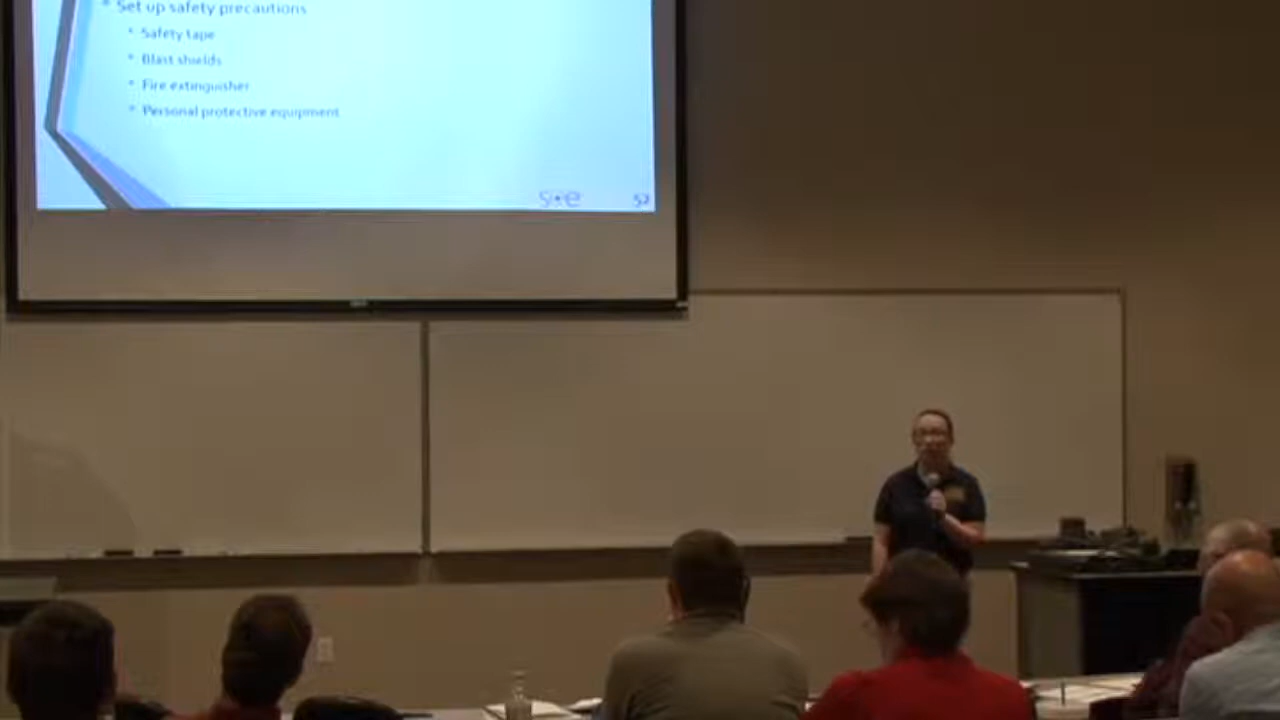 Set up safety precautions
Safety tape
Blast shields
Fire extinguisher
Personal protective equipment
52